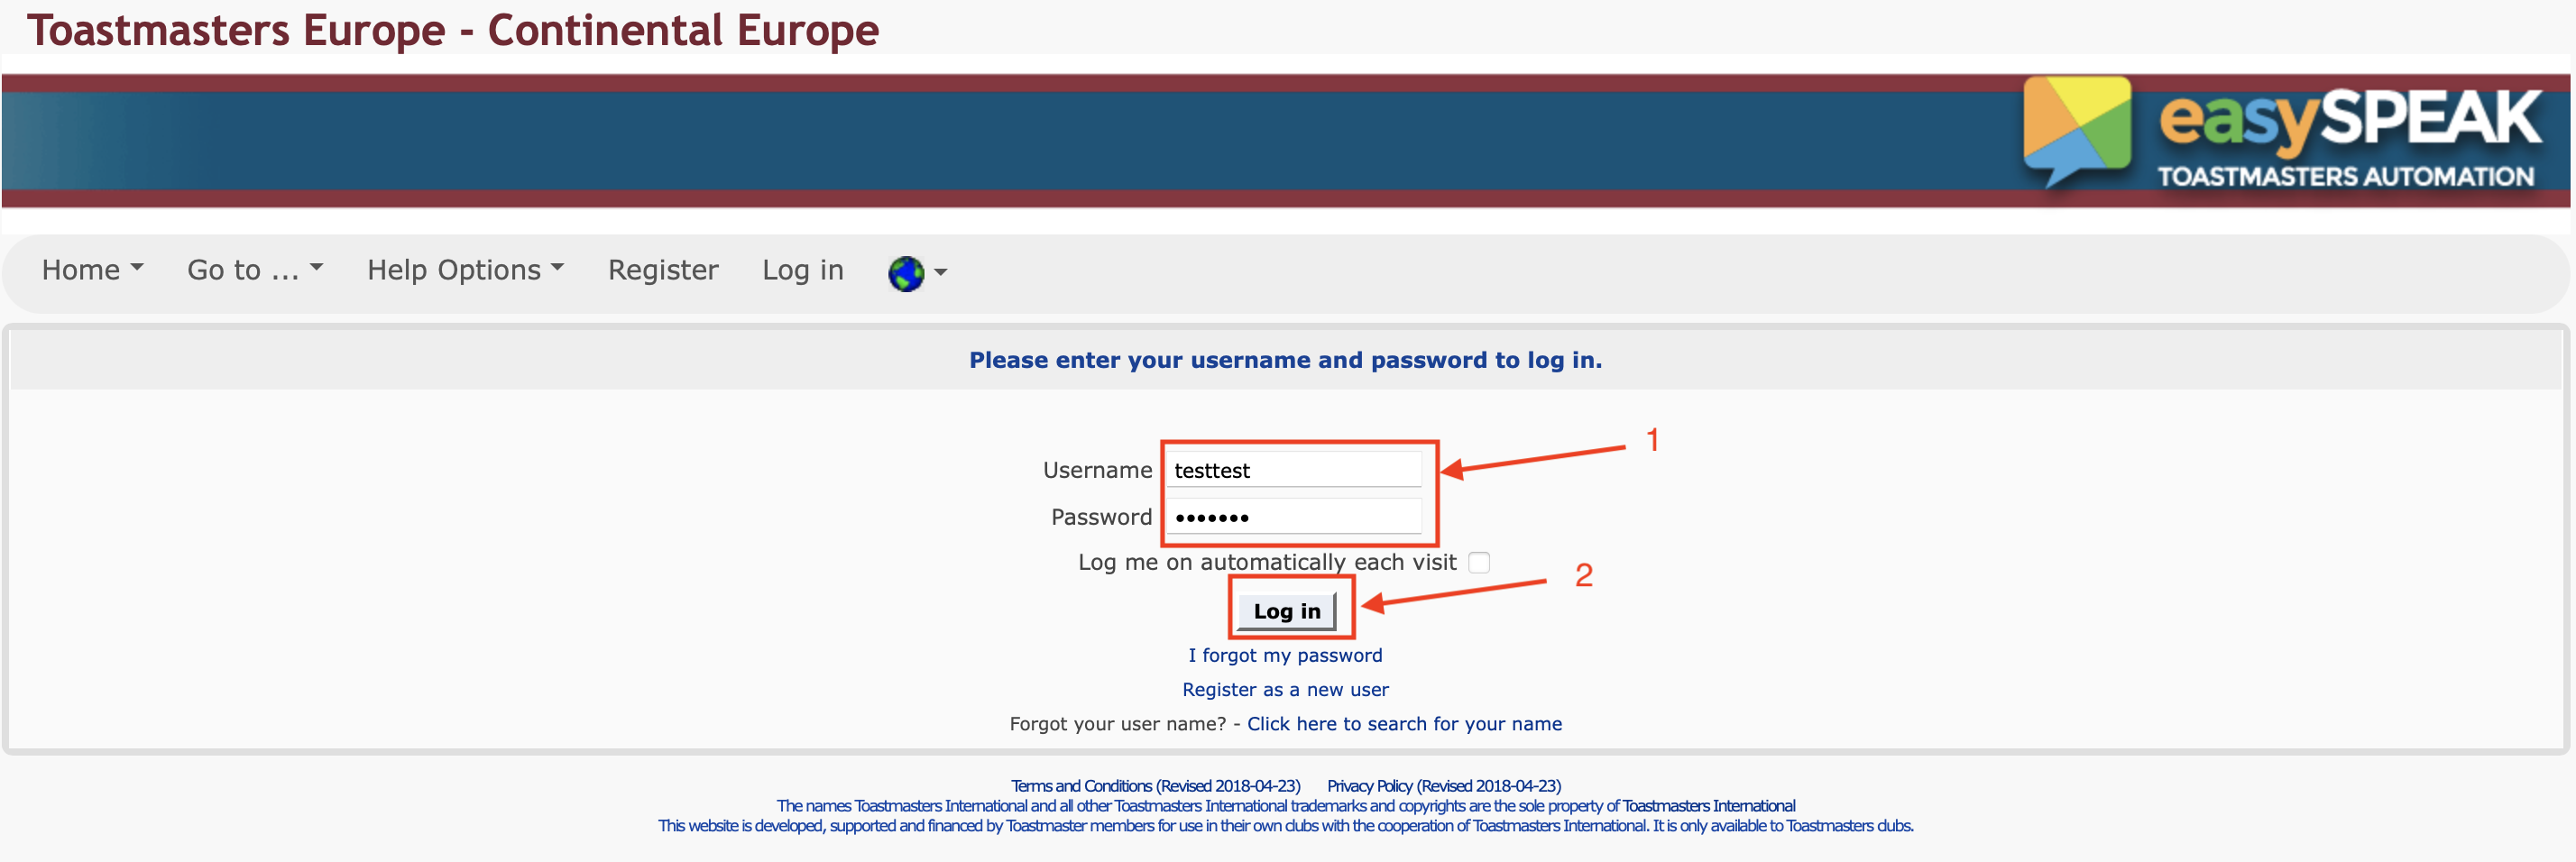 Toastmasters Europe - Continental Europe
easySPEAK
TOASTMASTERS AUTOMATION
Home Go to ... Help Options Register Log in
Please enter your username and password to log in.
1
Username testtest
Password •••••••
Log me on automatically each visit
2
Log in
I forgot my password
Register as a new user
Forgot your user name? - Click here to search for your name
Terms and Conditions (Revised 2018-04-23) Privacy Policy (Revised 2018-04-23)
The names Toastmasters International and all other Toastmasters International trademarks and copyrights are the sole property of Toastmasters International
This website is developed, supported and financed by Toastmaster members for use in their own clubs with the cooperation of Toastmasters International. It is only available to Toastmasters clubs.